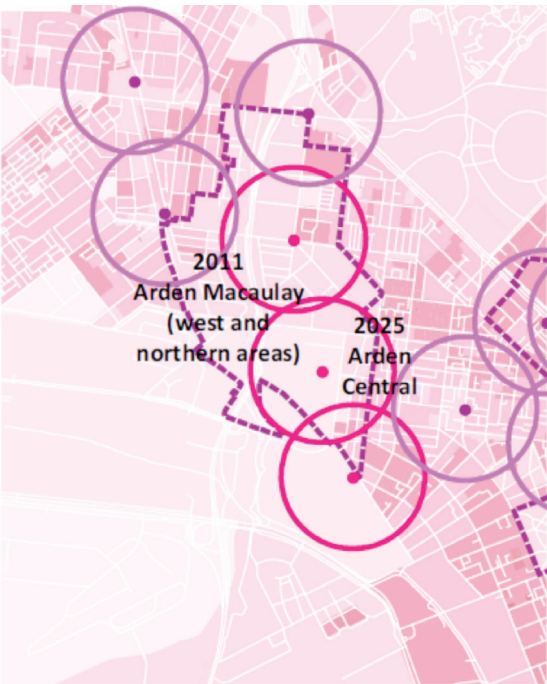 2011
Arden Macaulay
(west and
northern areas)
2025
Arden
Central